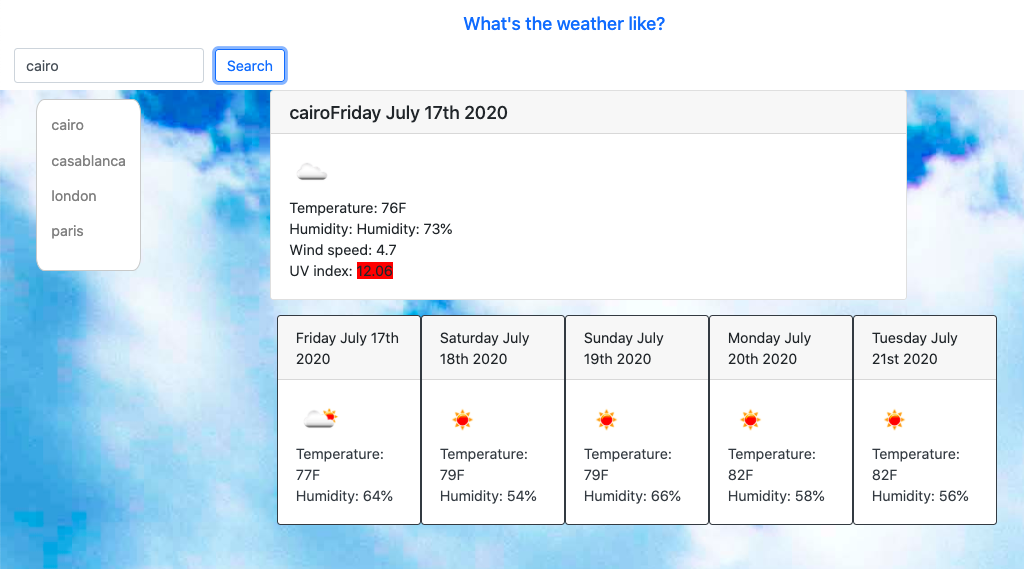 What's the weather like?
cairo
Search
cairo
casablanca
london
paris
cairoFriday July 17th 2020
Temperature: 76F
Humidity: Humidity: 73%
Wind speed: 4.7
UV index: 12.06
Friday July 17th
2020
Temperature:
77F
Humidity: 64%
Saturday July
18th 2020
Temperature:
79F
Humidity: 54%
Sunday July
19th 2020
Temperature:
79F
Humidity: 66%
Monday July
20th 2020
Temperature:
82F
Humidity: 58%
Tuesday July
21st 2020
Temperature:
82F
Humidity: 56%